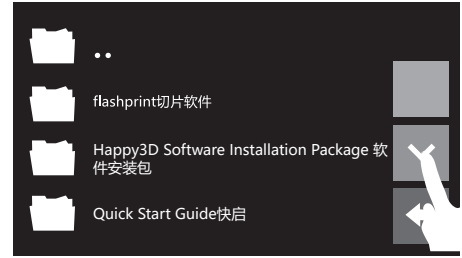 ..
flashprint切片软件
Happy3D Software Installation Package 软
件安装包
Quick Start Guide快启